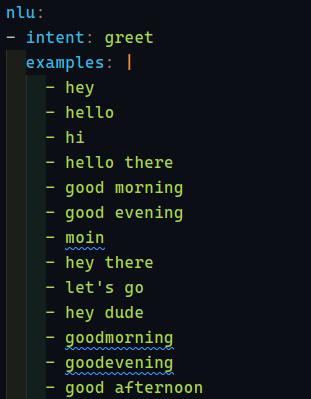 nlu:
- intent: greet
examples: |
- hey
- hello
- hi
- hello there
- good morning
- good evening
- moin
- hey there
- let's go
- hey dude
- goodmorning
- goodevening
- good afternoon